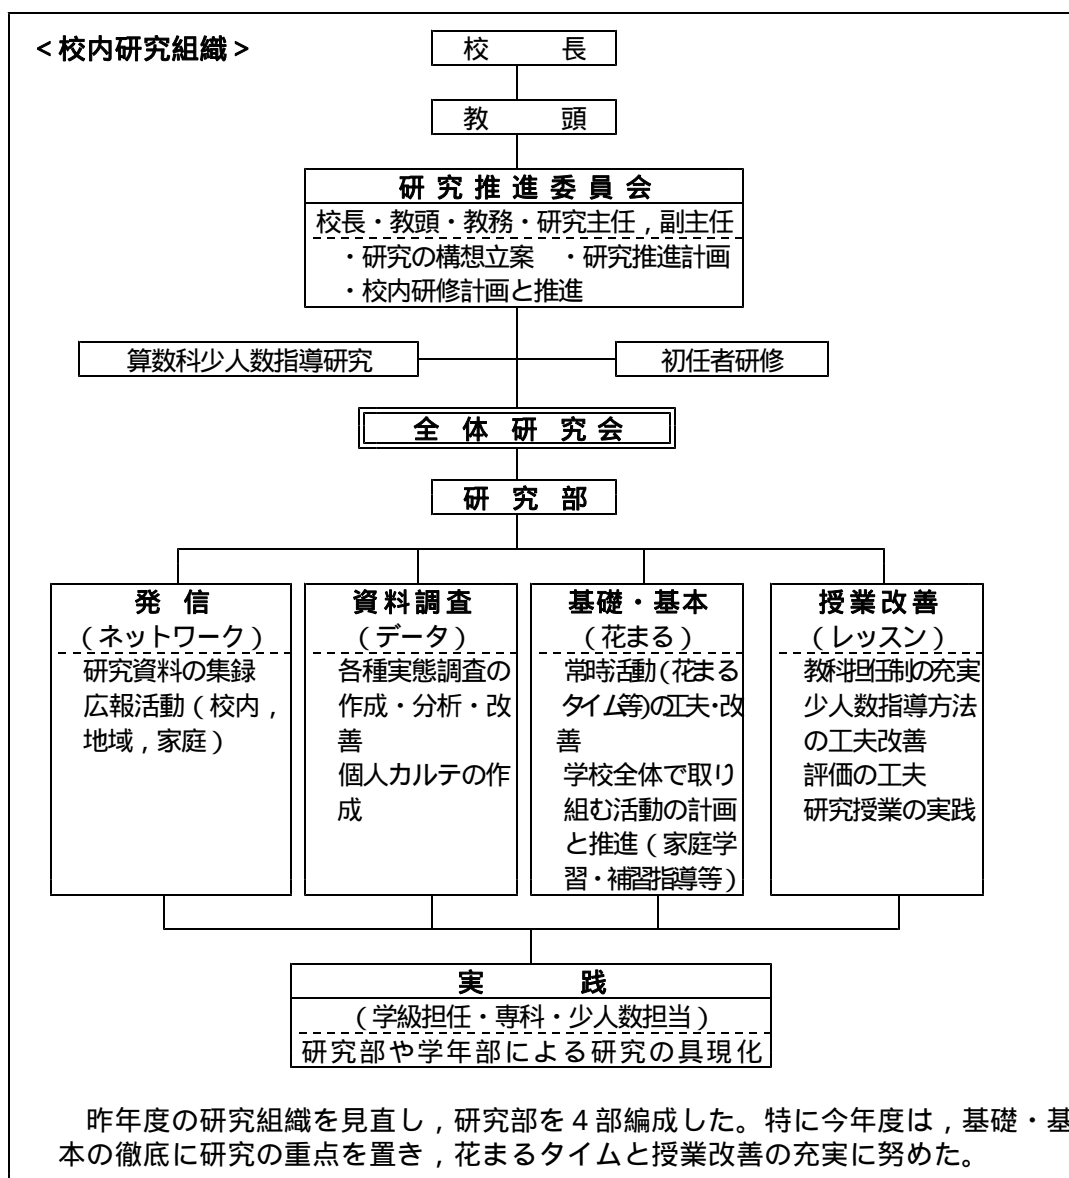 <校内研究組織>
校　　　長
教　　　頭
研究推進委員会
校長・教頭・教務・研究主任，副主任
・研究の構想立案　・研究推進計画
・校内研修計画と推進
算数科少人数指導研究
初任者研修
全体研究会
研究部
発信
（ネットワーク）
研究資料の集録
広報活動（校内，
地域，家庭）
資料調査
（データ）
各種実態調査の
作成・分析・改
善
個人カルテの作
成
基礎・基本
（花まる）
常時活動（花まる
タイム等）の工夫・改
善
学校全体で取り
組む活動の計画
と推進（家庭学
習・補習指導等）
授業改善
（レッスン）
教科担任制の充実
少人数指導方法
の工夫改善
評価の工夫
研究授業の実践
実　　　践
（学級担任・専科・少人数担当）
研究部や学年部による研究の具現化
昨年度の研究組織を見直し，研究部を４部編成した。特に今年度は，基礎・基
本の徹底に研究の重点を置き，花まるタイムと授業改善の充実に努めた。